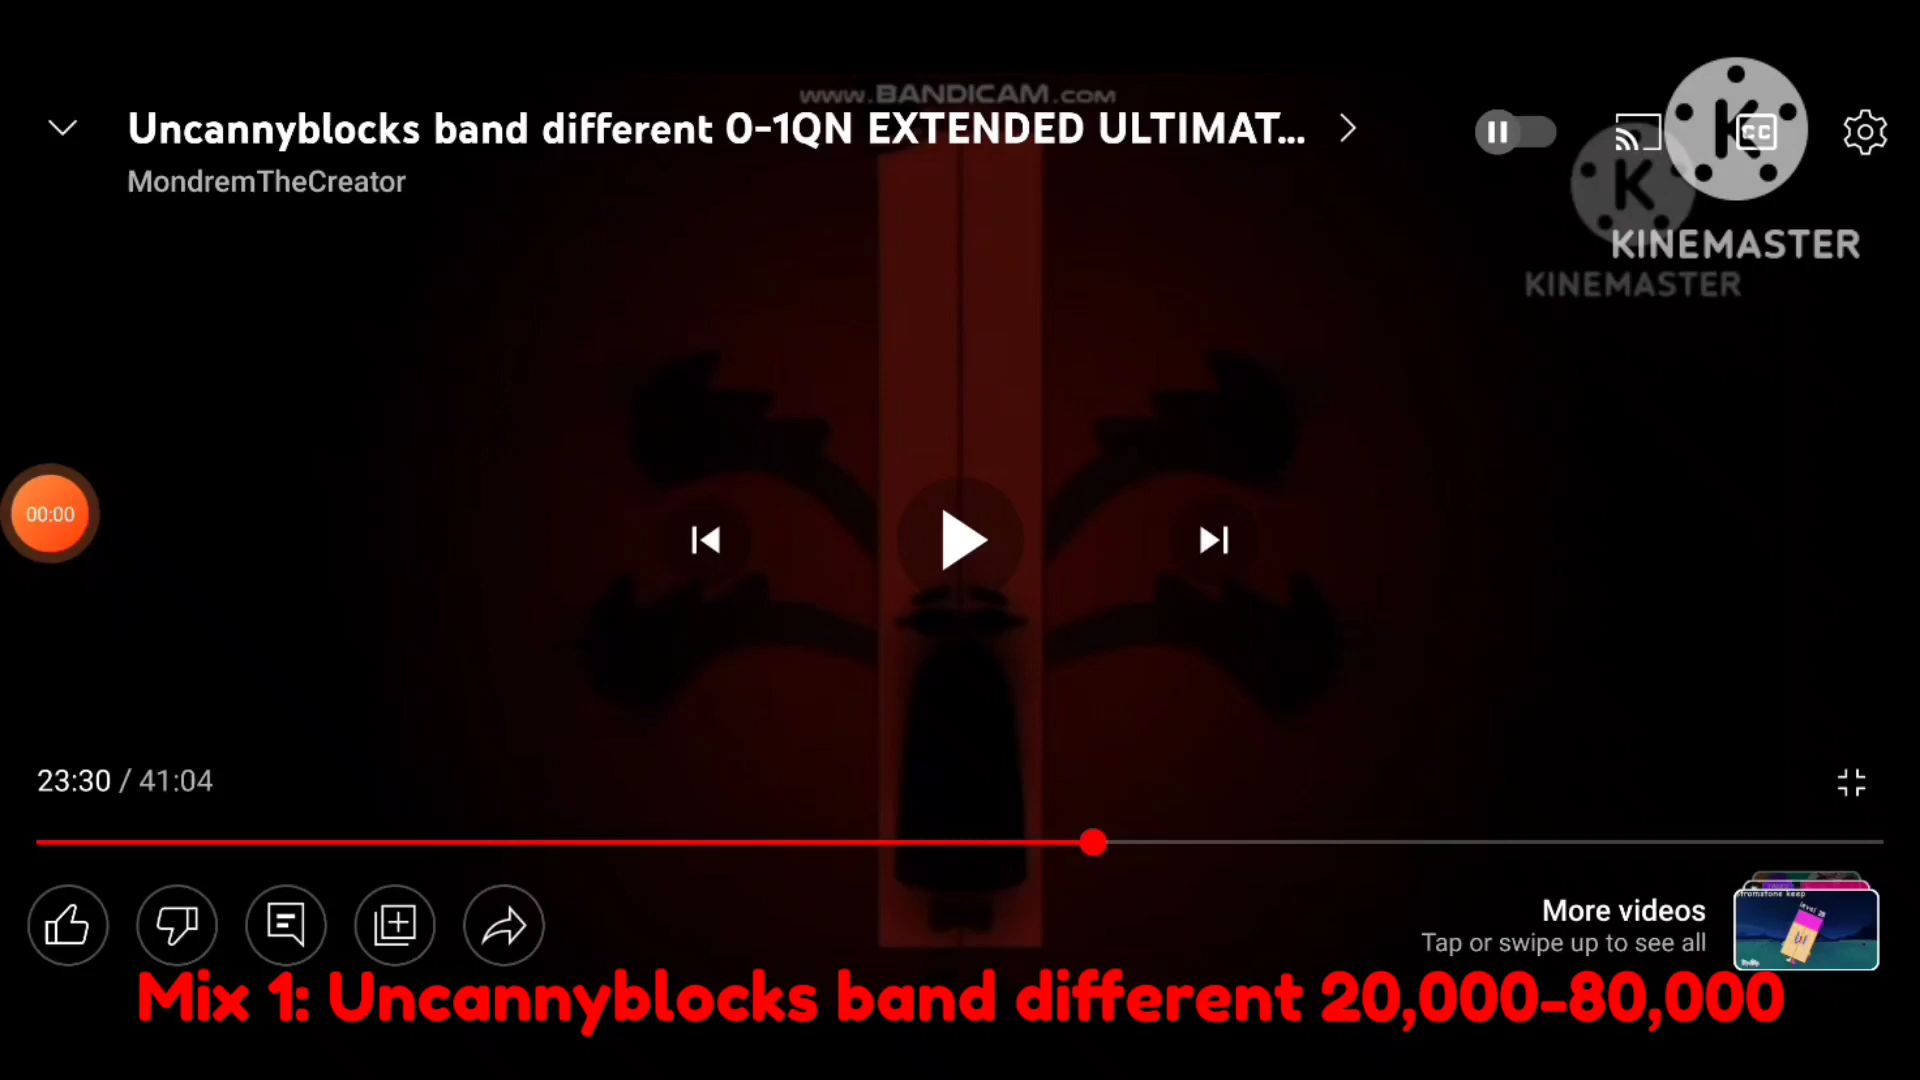 www.BANDICAM.com
Uncannyblocks band different 0-1QN EXTENDED ULTIMAT...
MondremTheCreator
CC
K
K
KINEMASTER
KINEMASTER
00:00
23:30 / 41:04
More videos
Tap or swipe up to see all
Mix 1: Uncannyblocks band different 20,000-80,000